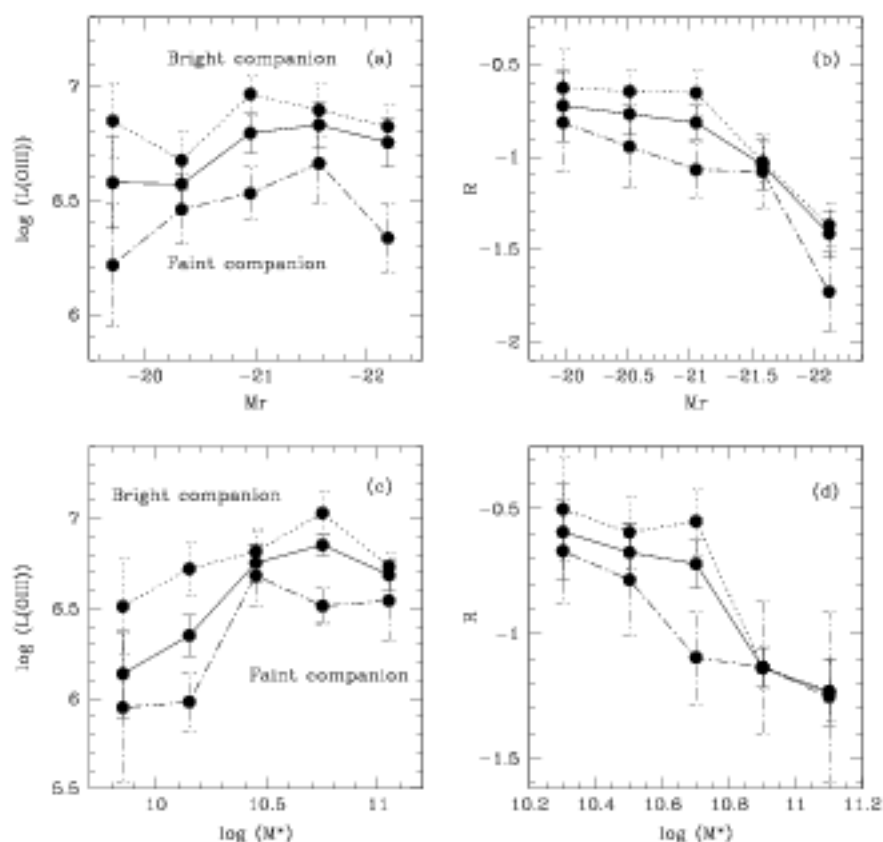 Bright companion (a)
7
6.5
6
log (L(OIII))
Faint companion
-20 -21 -22
Mr
(b)
-0.5
-1
-1.5
-2
R
-20 -20.5 -21 -21.5 -22
Mr
(c)
Bright companion
7
6.5
6
5.5
log (L(OIII))
Faint companion
10 10.5 11
log (M*)
(d)
-0.5
-1
-1.5
R
10.2 10.4 10.6 10.8 11 11.2
log (M*)